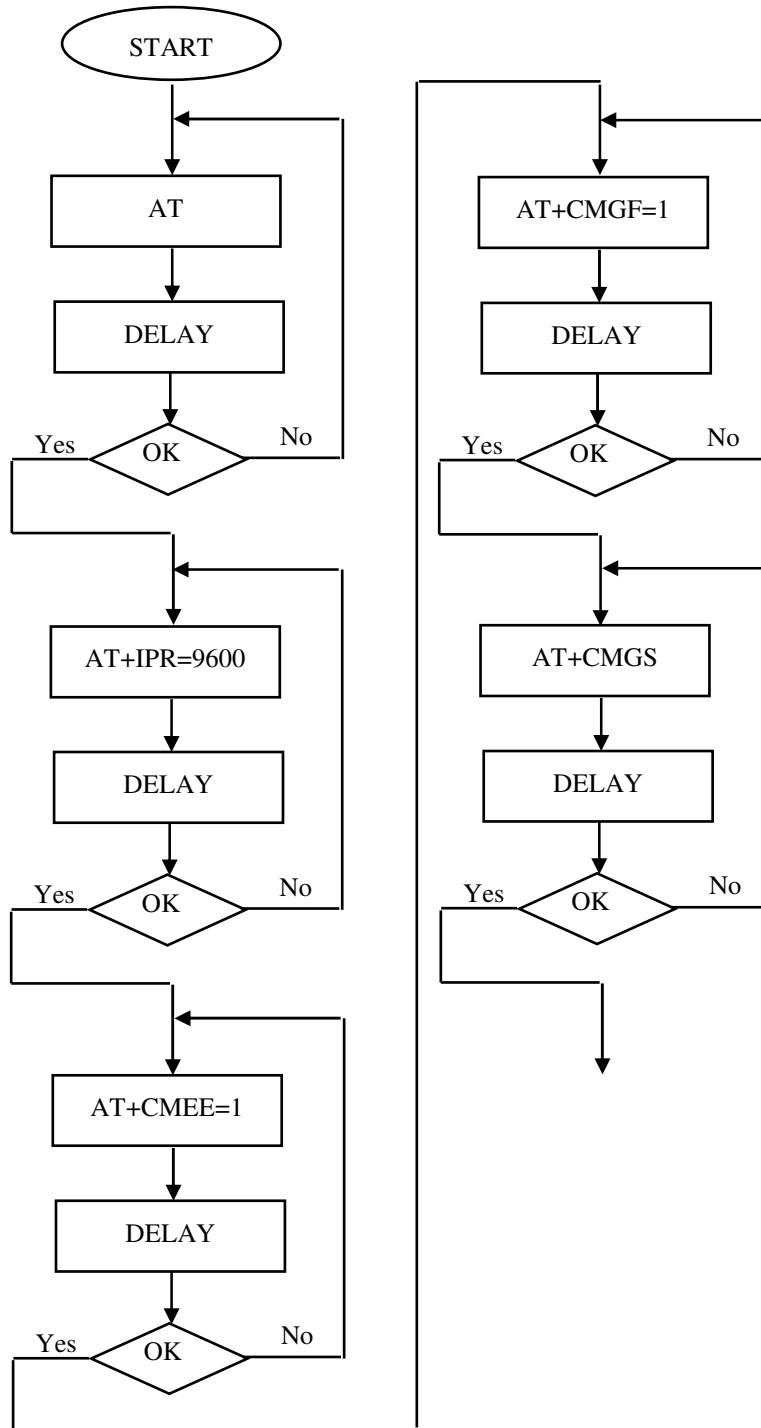 START
AT
DELAY
OK
Yes
No
AT+IPR=9600
DELAY
OK
Yes
No
AT+CMEE=1
DELAY
OK
Yes
No
AT+CMGF=1
DELAY
OK
Yes
No
AT+CMGS
DELAY
OK
Yes
No